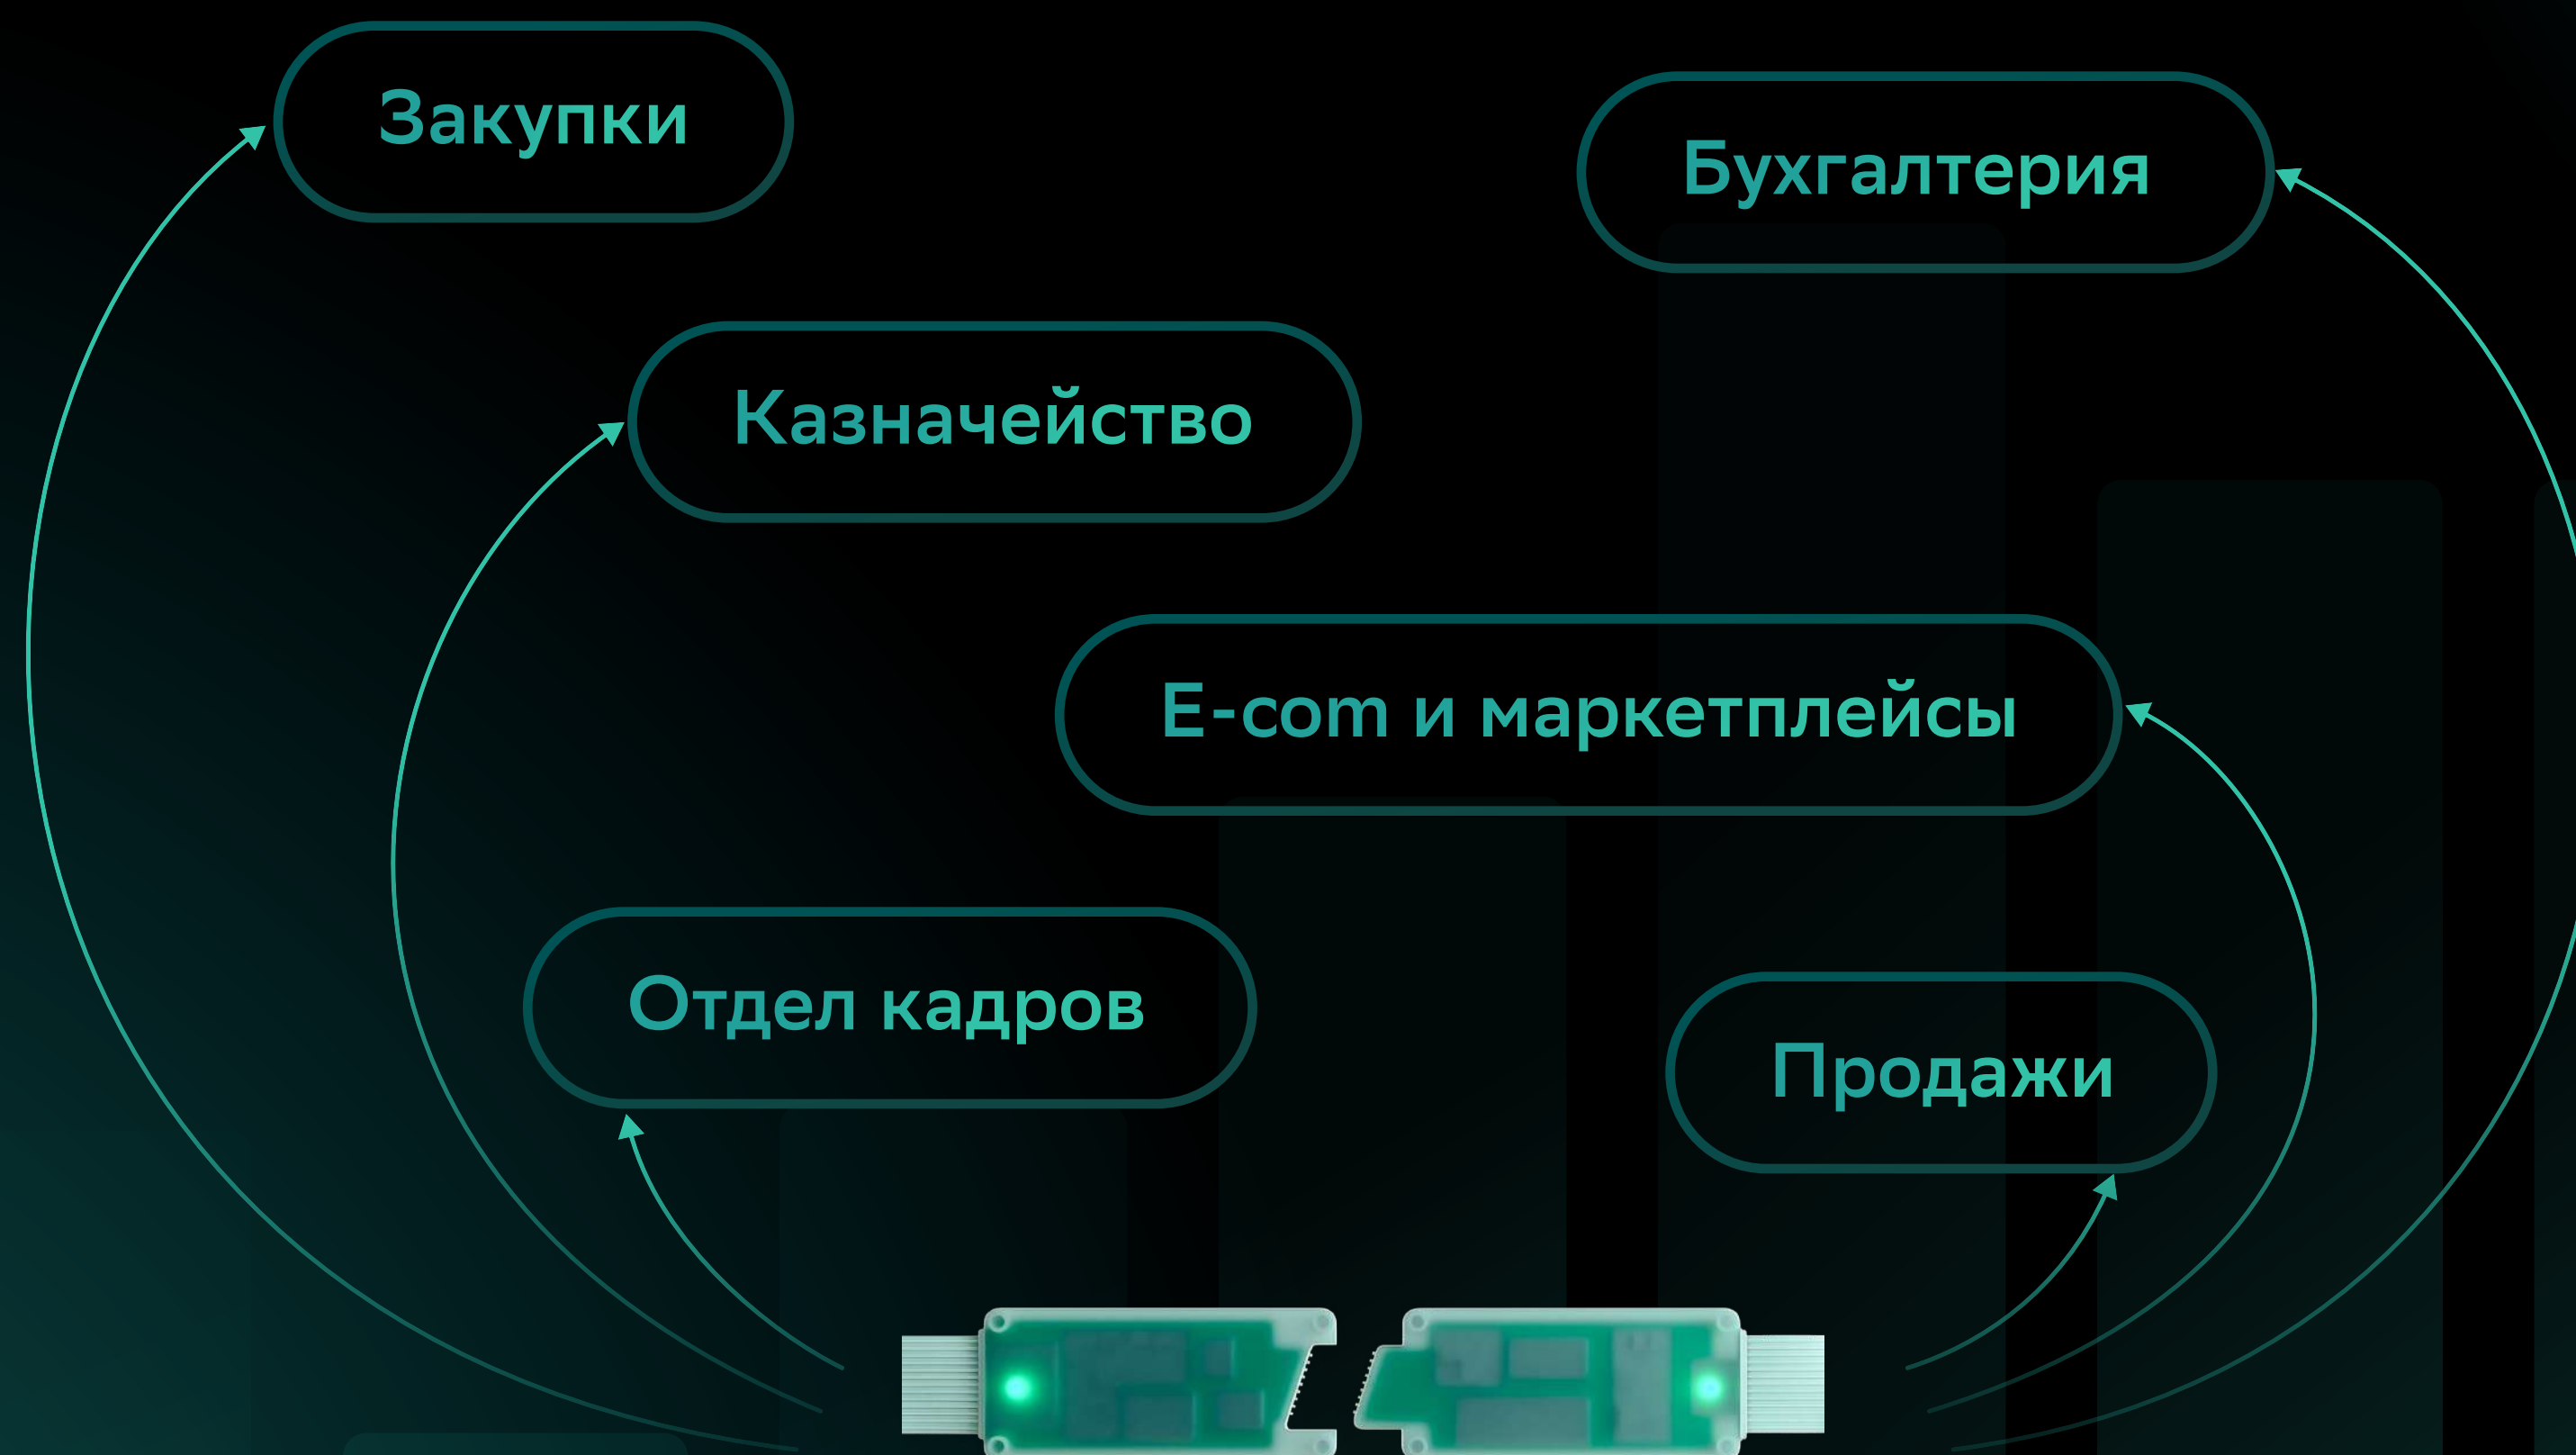 Закупки
Бухгалтерия
Казначейство
E-com и маркетплейсы
Отдел кадров
Продажи